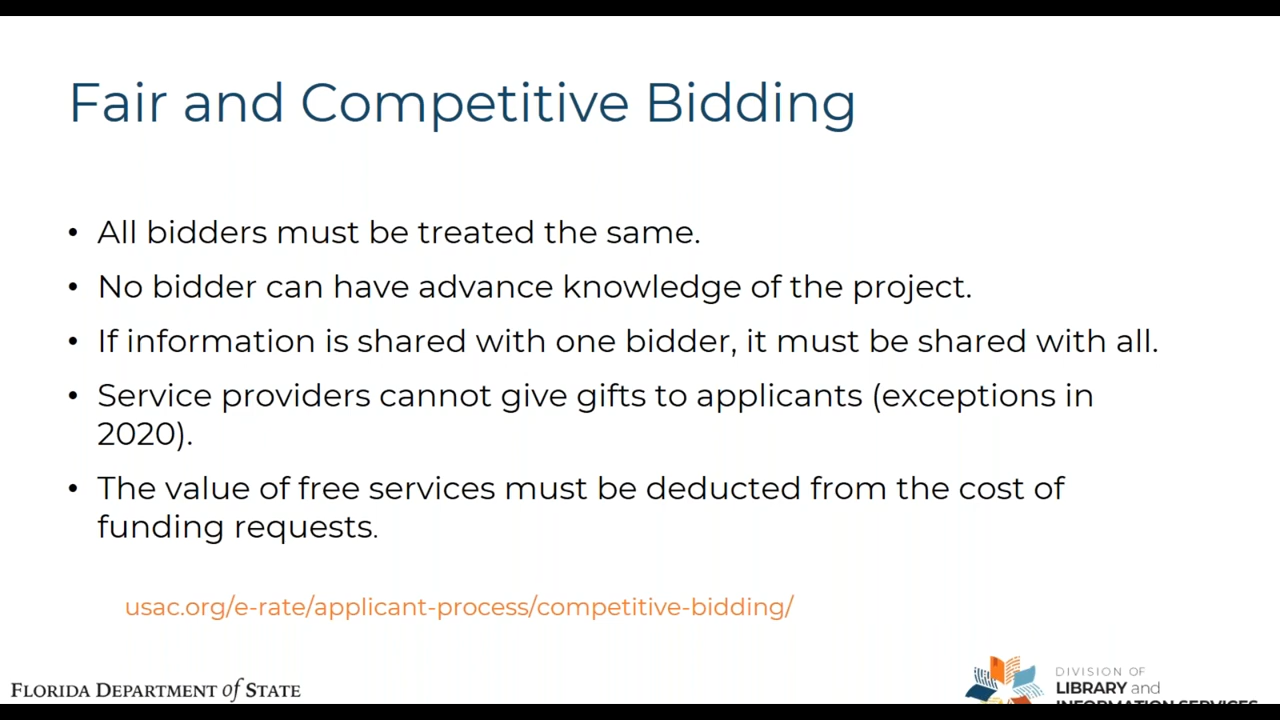 Fair and Competitive Bidding
• All bidders must be treated the same.
• No bidder can have advance knowledge of the project.
• If information is shared with one bidder, it must be shared with all.
• Service providers cannot give gifts to applicants (exceptions in
2020).
• The value of free services must be deducted from the cost of
funding requests.
usac.org/e-rate/applicant-process/competitive-bidding/
FLORIDA DEPARTMENT of STATE
DIVISION OF
LIBRARY and
INFORMATION SERVICES